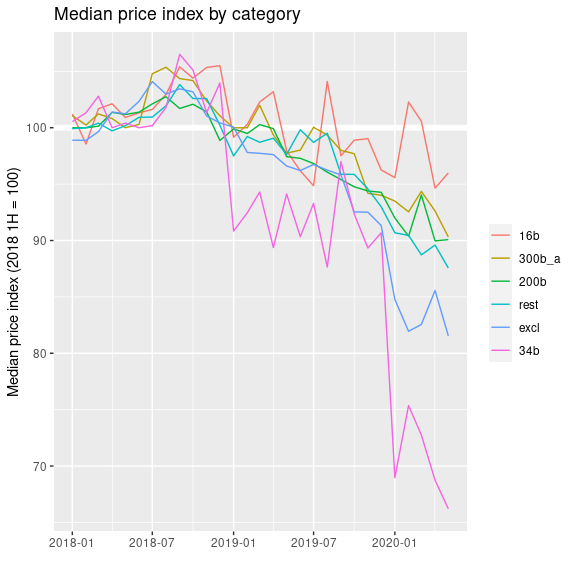 Median price index by category
Median price index (2018 1H = 100)
100
90
80
70
2018-01
2018-07
2019-01
2019-07
2020-01
16b
300b_a
200b
rest
excl
34b